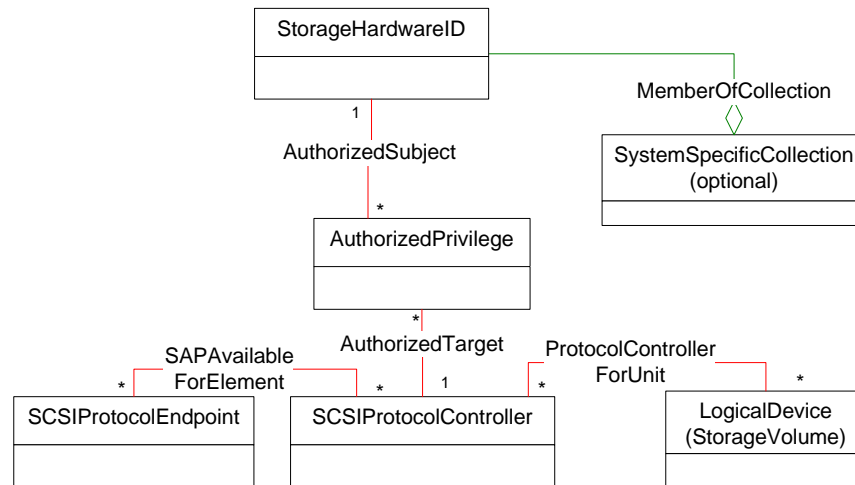 StorageHardwareID
MemberOfCollection
1
AuthorizedSubject
SystemSpecificCollection
(optional)
*
AuthorizedPrivilege
*
AuthorizedTarget
SAPAvailable
ForElement
ProtocolController
ForUnit
*
*
1
*
*
SCSIProtocolEndpoint
SCSIProtocolController
LogicalDevice
(StorageVolume)